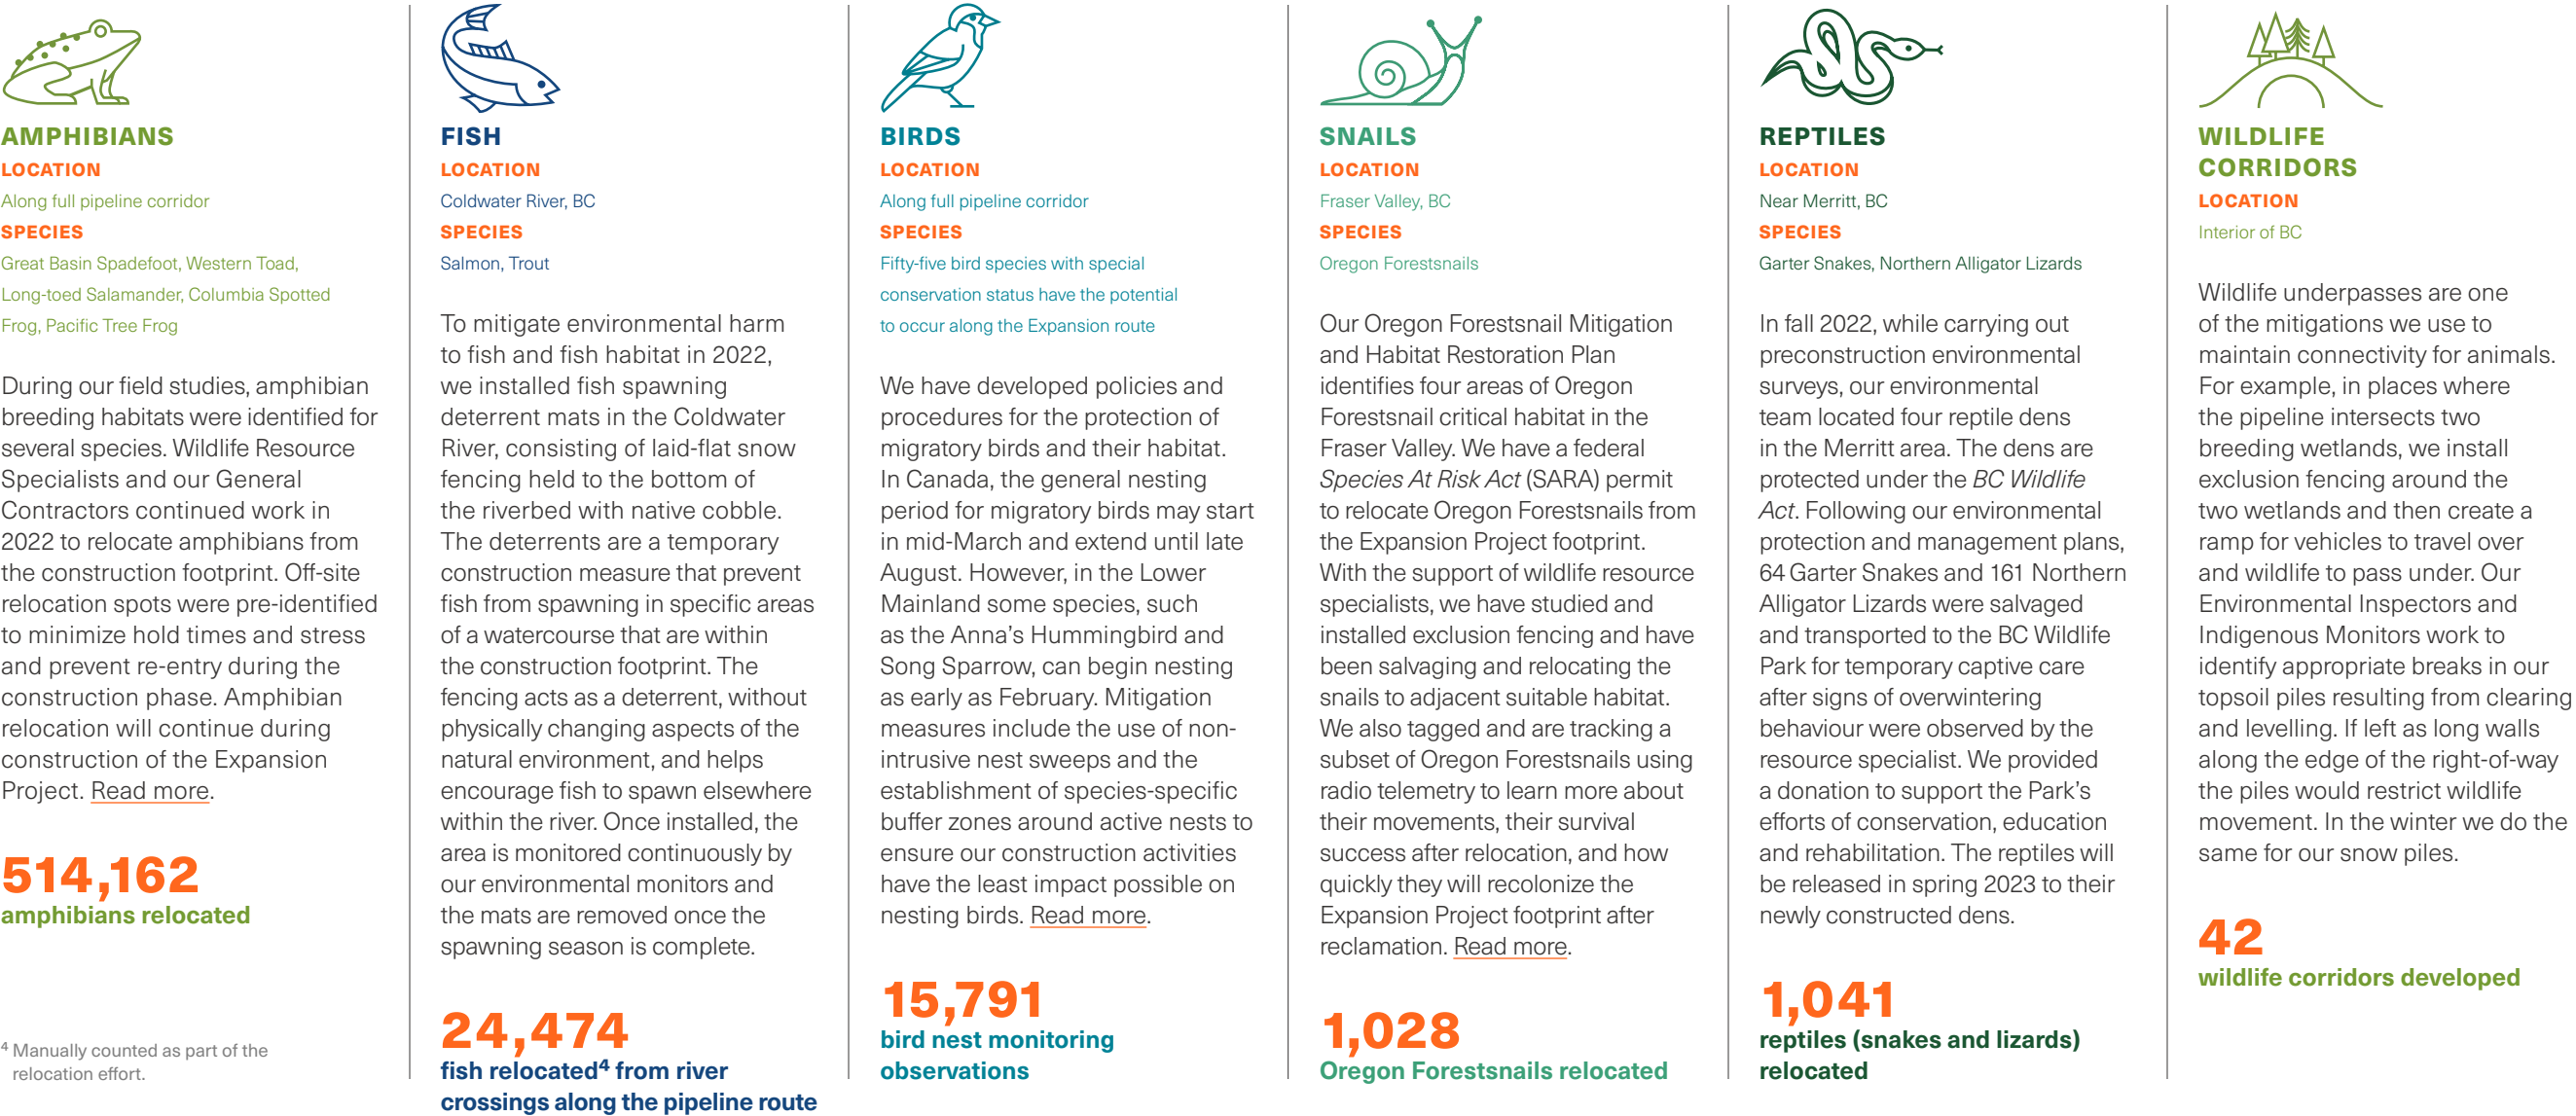 AMPHIBIANS
LOCATION
Along full pipeline corridor
SPECIES
Great Basin Spadefoot, Western Toad,
Long-toed Salamander, Columbia Spotted
Frog, Pacific Tree Frog
During our field studies, amphibian
breeding habitats were identified for
several species. Wildlife Resource
Specialists and our General
Contractors continued work in
2022 to relocate amphibians from
the construction footprint. Off-site
relocation spots were pre-identified
to minimize hold times and stress
and prevent re-entry during the
construction phase. Amphibian
relocation will continue during
construction of the Expansion
Project. Read more.
514,162
amphibians relocated
⁴ Manually counted as part of the
relocation effort.
FISH
LOCATION
Coldwater River, BC
SPECIES
Salmon, Trout
To mitigate environmental harm
to fish and fish habitat in 2022,
we installed fish spawning
deterrent mats in the Coldwater
River, consisting of laid-flat snow
fencing held to the bottom of
the riverbed with native cobble.
The deterrents are a temporary
construction measure that prevent
fish from spawning in specific areas
of a watercourse that are within
the construction footprint. The
fencing acts as a deterrent, without
physically changing aspects of the
natural environment, and helps
encourage fish to spawn elsewhere
within the river. Once installed, the
area is monitored continuously by
our environmental monitors and
the mats are removed once the
spawning season is complete.
24,474
fish relocated⁴ from river
crossings along the pipeline route
BIRDS
LOCATION
Along full pipeline corridor
SPECIES
Fifty-five bird species with special
conservation status have the potential
to occur along the Expansion route
We have developed policies and
procedures for the protection of
migratory birds and their habitat.
In Canada, the general nesting
period for migratory birds may start
in mid-March and extend until late
August. However, in the Lower
Mainland some species, such
as the Anna's Hummingbird and
Song Sparrow, can begin nesting
as early as February. Mitigation
measures include the use of non-
intrusive nest sweeps and the
establishment of species-specific
buffer zones around active nests to
ensure our construction activities
have the least impact possible on
nesting birds. Read more.
15,791
bird nest monitoring
observations
SNAILS
LOCATION
Fraser Valley, BC
SPECIES
Oregon Forestsnails
Our Oregon Forestsnail Mitigation
and Habitat Restoration Plan
identifies four areas of Oregon
Forestsnail critical habitat in the
Fraser Valley. We have a federal
Species At Risk Act (SARA) permit
to relocate Oregon Forestsnails from
the Expansion Project footprint.
With the support of wildlife resource
specialists, we have studied and
installed exclusion fencing and have
been salvaging and relocating the
snails to adjacent suitable habitat.
We also tagged and are tracking a
subset of Oregon Forestsnails using
radio telemetry to learn more about
their movements, their survival
success after relocation, and how
quickly they will recolonize the
Expansion Project footprint after
reclamation. Read more.
1,028
Oregon Forestsnails relocated
REPTILES
LOCATION
Near Merritt, BC
SPECIES
Garter Snakes, Northern Alligator Lizards
In fall 2022, while carrying out
preconstruction environmental
surveys, our environmental
team located four reptile dens
in the Merritt area. The dens are
protected under the BC Wildlife
Act. Following our environmental
protection and management plans,
64 Garter Snakes and 161 Northern
Alligator Lizards were salvaged
and transported to the BC Wildlife
Park for temporary captive care
after signs of overwintering
behaviour were observed by the
resource specialist. We provided
a donation to support the Park's
efforts of conservation, education
and rehabilitation. The reptiles will
be released in spring 2023 to their
newly constructed dens.
1,041
reptiles (snakes and lizards)
relocated
WILDLIFE
CORRIDORS
LOCATION
Interior of BC
Wildlife underpasses are one
of the mitigations we use to
maintain connectivity for animals.
For example, in places where
the pipeline intersects two
breeding wetlands, we install
exclusion fencing around the
two wetlands and then create a
ramp for vehicles to travel over
and wildlife to pass under. Our
Environmental Inspectors and
Indigenous Monitors work to
identify appropriate breaks in our
topsoil piles resulting from clearing
and levelling. If left as long walls
along the edge of the right-of-way
the piles would restrict wildlife
movement. In the winter we do the
same for our snow piles.
42
wildlife corridors developed